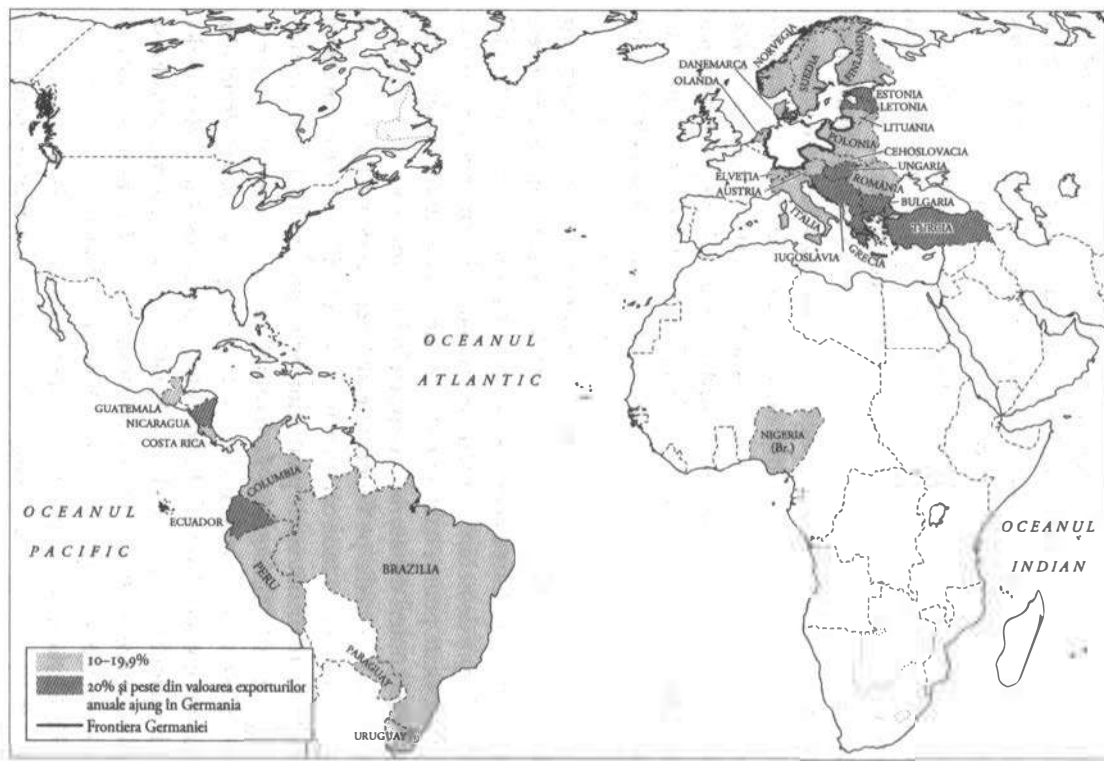 NORVEGIA
SUEDIA
FINLANDA
DANEMARCA
OLANDA
ESTONIA
LETONIA
LITUANIA
POLONIA
CEHOSLOVACIA
UNGARIA
ELVEȚIA
AUSTRIA
ROMÂNIA
BULGARIA
ITALIA
TURCIA
IUGOSLAVIA
GRECIA
OCEANUL
ATLANTIC
GUATEMALA
NICARAGUA
COSTA RICA
COLUMBIA
NIGERIA
(Br.)
OCEANUL
PACIFIC
ECUADOR
OCEANUL
INDIAN
PERU
BRAZILIA
PARAGUAY
URUGUAY
10–19,9%
20% și peste din valoarea exporturilor
anuale ajung în Germania
Frontiera Germaniei